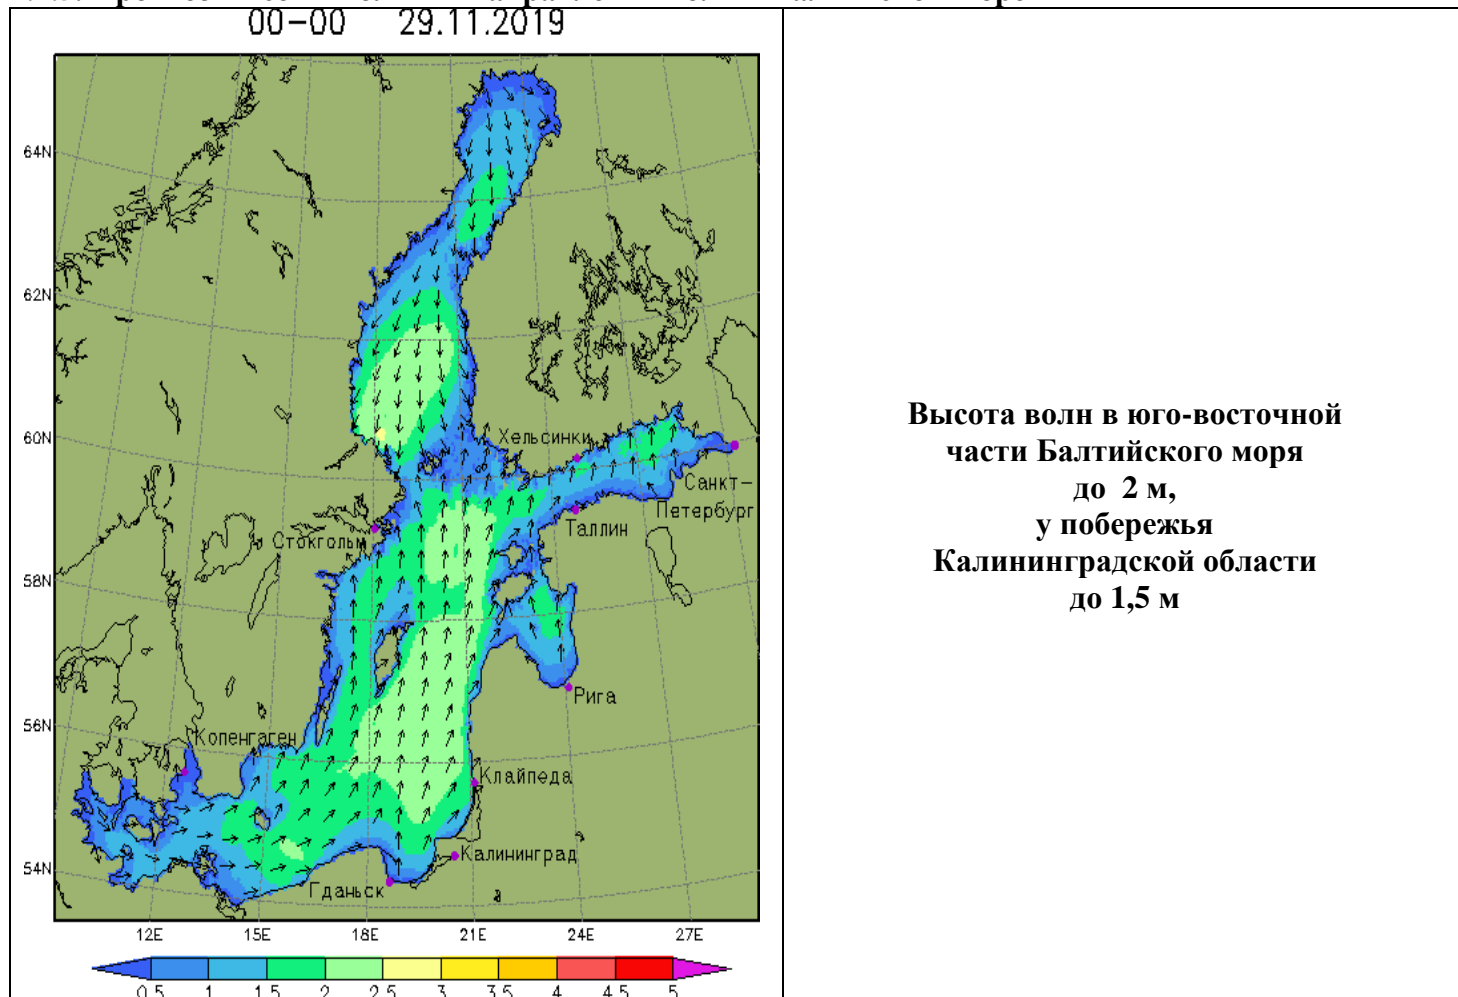 00-00 29.11.2019
64N
62N
60N
58N
56N
54N
Хельсинки
Санкт-
Петербург
Таллин
Стокгольм
Рига
Копенгаген
Клайпеда
Калининград
Гданьск
12E 15E 18E 21E 24E 27E
0.5 1 1.5 2 2.5 3 3.5 4 4.5 5
Высота волн в юго-восточной
части Балтийского моря
до 2 м,
у побережья
Калининградской области
до 1,5 м